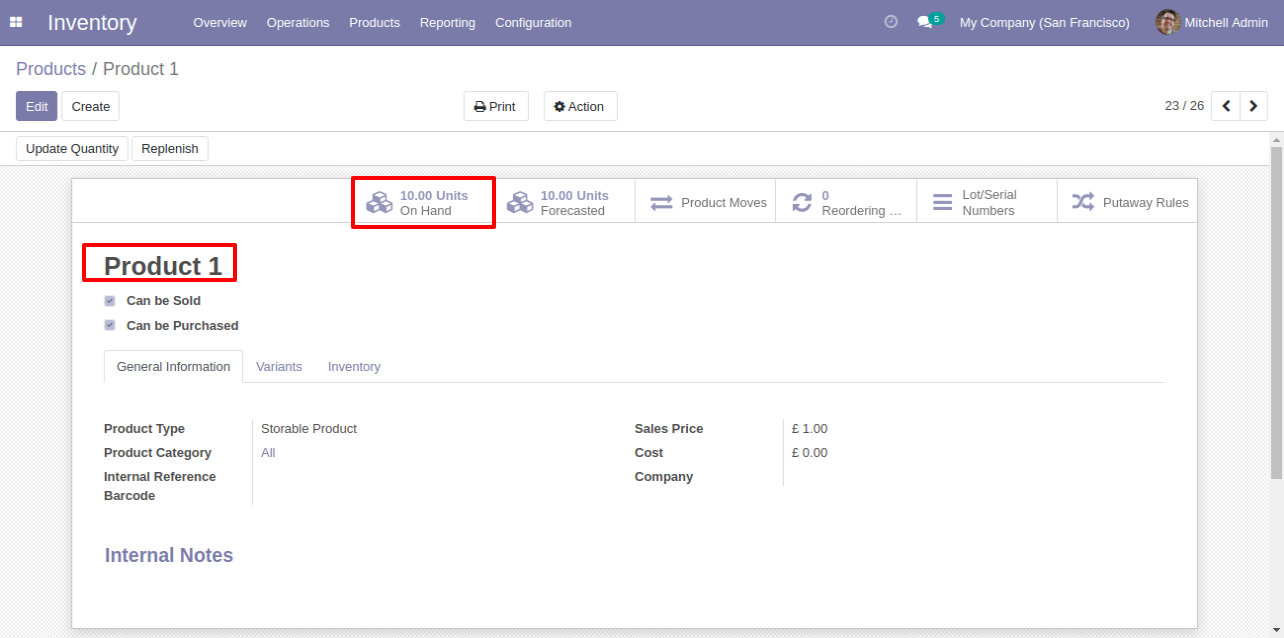 Inventory Overview Operations Products Reporting Configuration 5 My Company (San Francisco) Mitchell Admin
Products / Product 1
Edit Create Print Action 23 / 26
Update Quantity Replenish
10.00 Units
On Hand
10.00 Units
Forecasted
Product Moves
0
Reordering ...
Lot/Serial
Numbers
Putaway Rules
Product 1
Can be Sold
Can be Purchased
General Information Variants Inventory
Product Type Storable Product
Product Category All
Internal Reference
Barcode
Sales Price £ 1.00
Cost £ 0.00
Company
Internal Notes